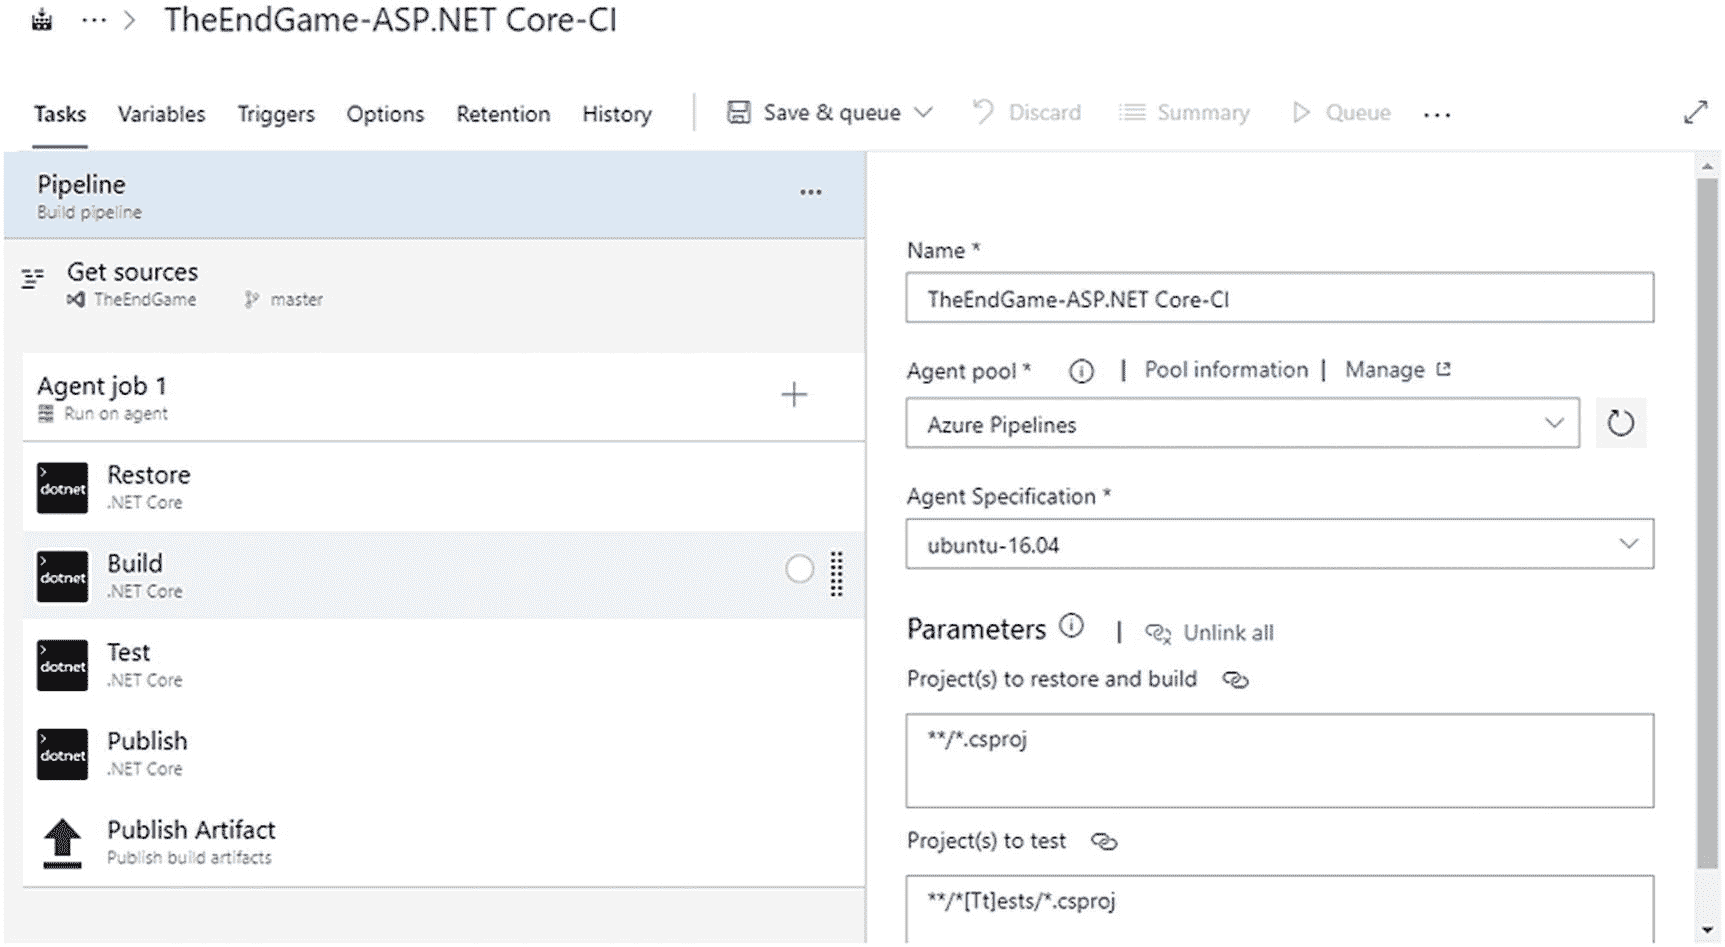 ··· > TheEndGame-ASP.NET Core-CI
Tasks Variables Triggers Options Retention History | Save & queue Discard Summary Queue ...
Pipeline ...
Build pipeline
Get sources
TheEndGame master
Agent job 1 +
Run on agent
>
dotnet
Restore
.NET Core
>
dotnet
Build
.NET Core
>
dotnet
Test
.NET Core
>
dotnet
Publish
.NET Core
Publish Artifact
Publish build artifacts
Name *
TheEndGame-ASP.NET Core-CI
Agent pool * | Pool information | Manage
Azure Pipelines
Agent Specification *
ubuntu-16.04
Parameters | Unlink all
Project(s) to restore and build
**/*.csproj
Project(s) to test
**/*[Tt]ests/*.csproj